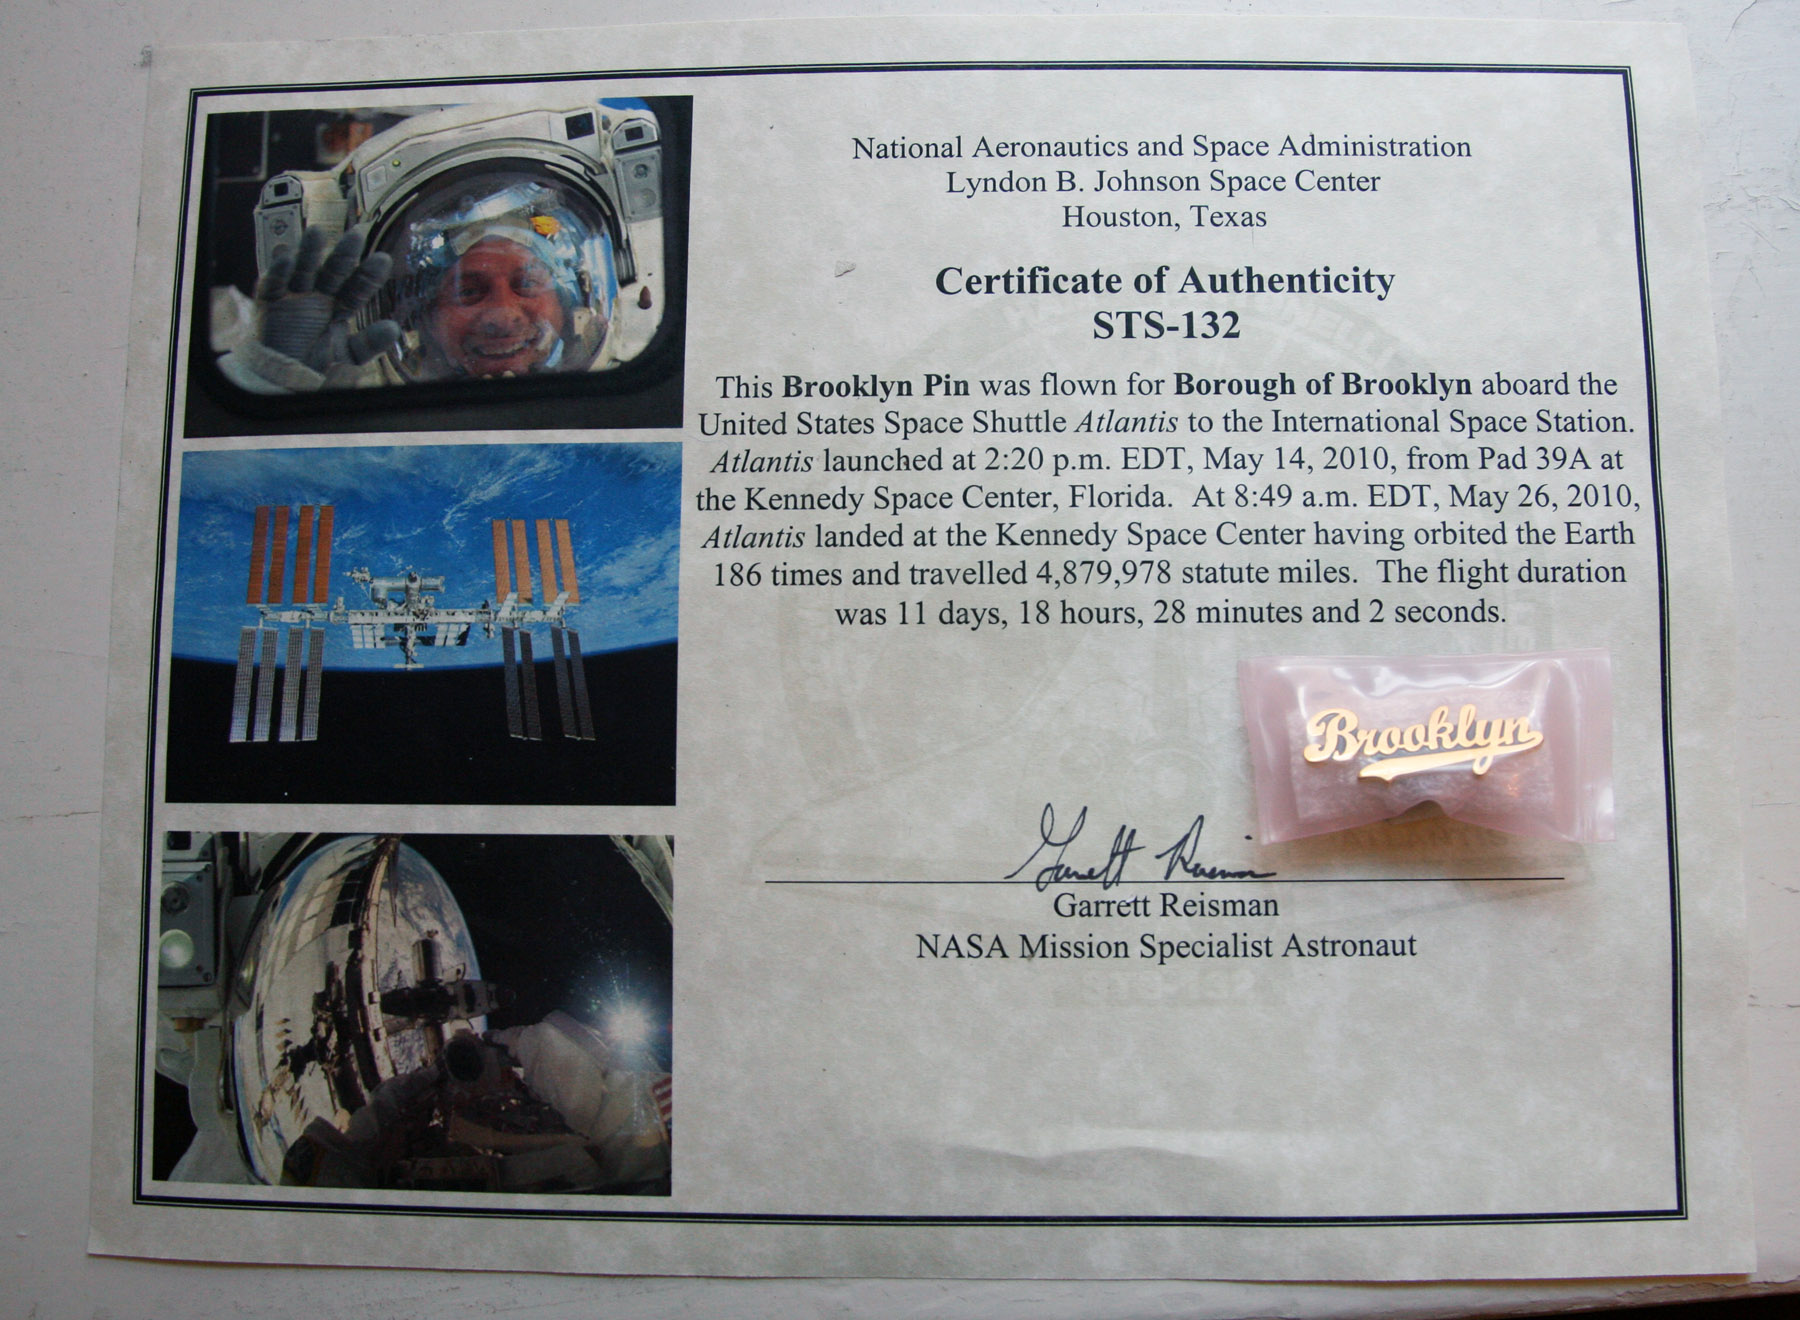 National Aeronautics and Space Administration
Lyndon B. Johnson Space Center
Houston, Texas
Certificate of Authenticity
STS-132
This Brooklyn Pin was flown for Borough of Brooklyn aboard the
United States Space Shuttle Atlantis to the International Space Station.
Atlantis launched at 2:20 p.m. EDT, May 14, 2010, from Pad 39A at
the Kennedy Space Center, Florida. At 8:49 a.m. EDT, May 26, 2010,
Atlantis landed at the Kennedy Space Center having orbited the Earth
186 times and travelled 4,879,978 statute miles. The flight duration
was 11 days, 18 hours, 28 minutes and 2 seconds.
Brooklyn
Garrett Reisman
Garrett Reisman
NASA Mission Specialist Astronaut